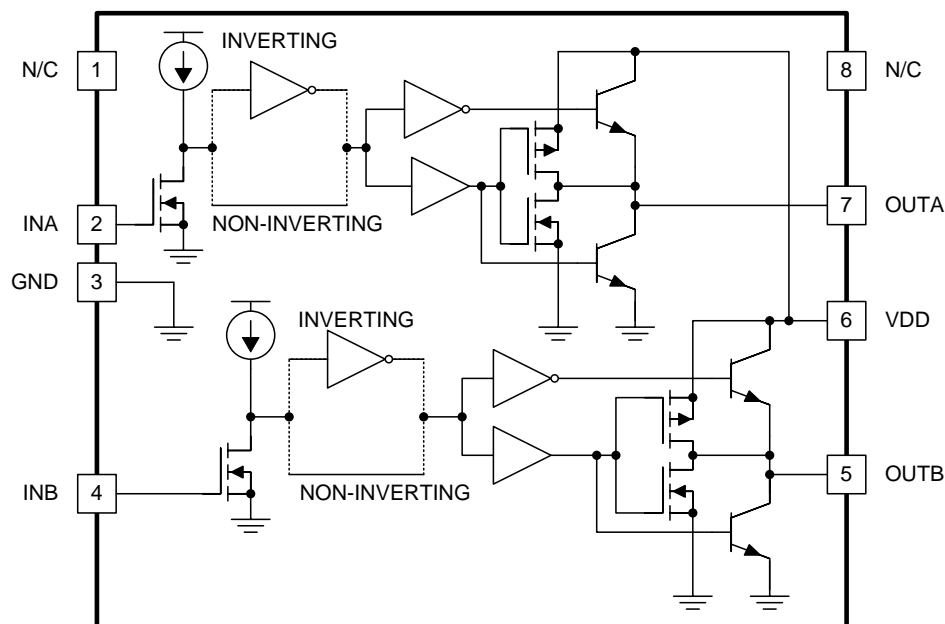 INVERTING
N/C 1
8 N/C
INA 2
NON-INVERTING
7 OUTA
GND 3
INVERTING
6 VDD
INB 4
NON-INVERTING
5 OUTB